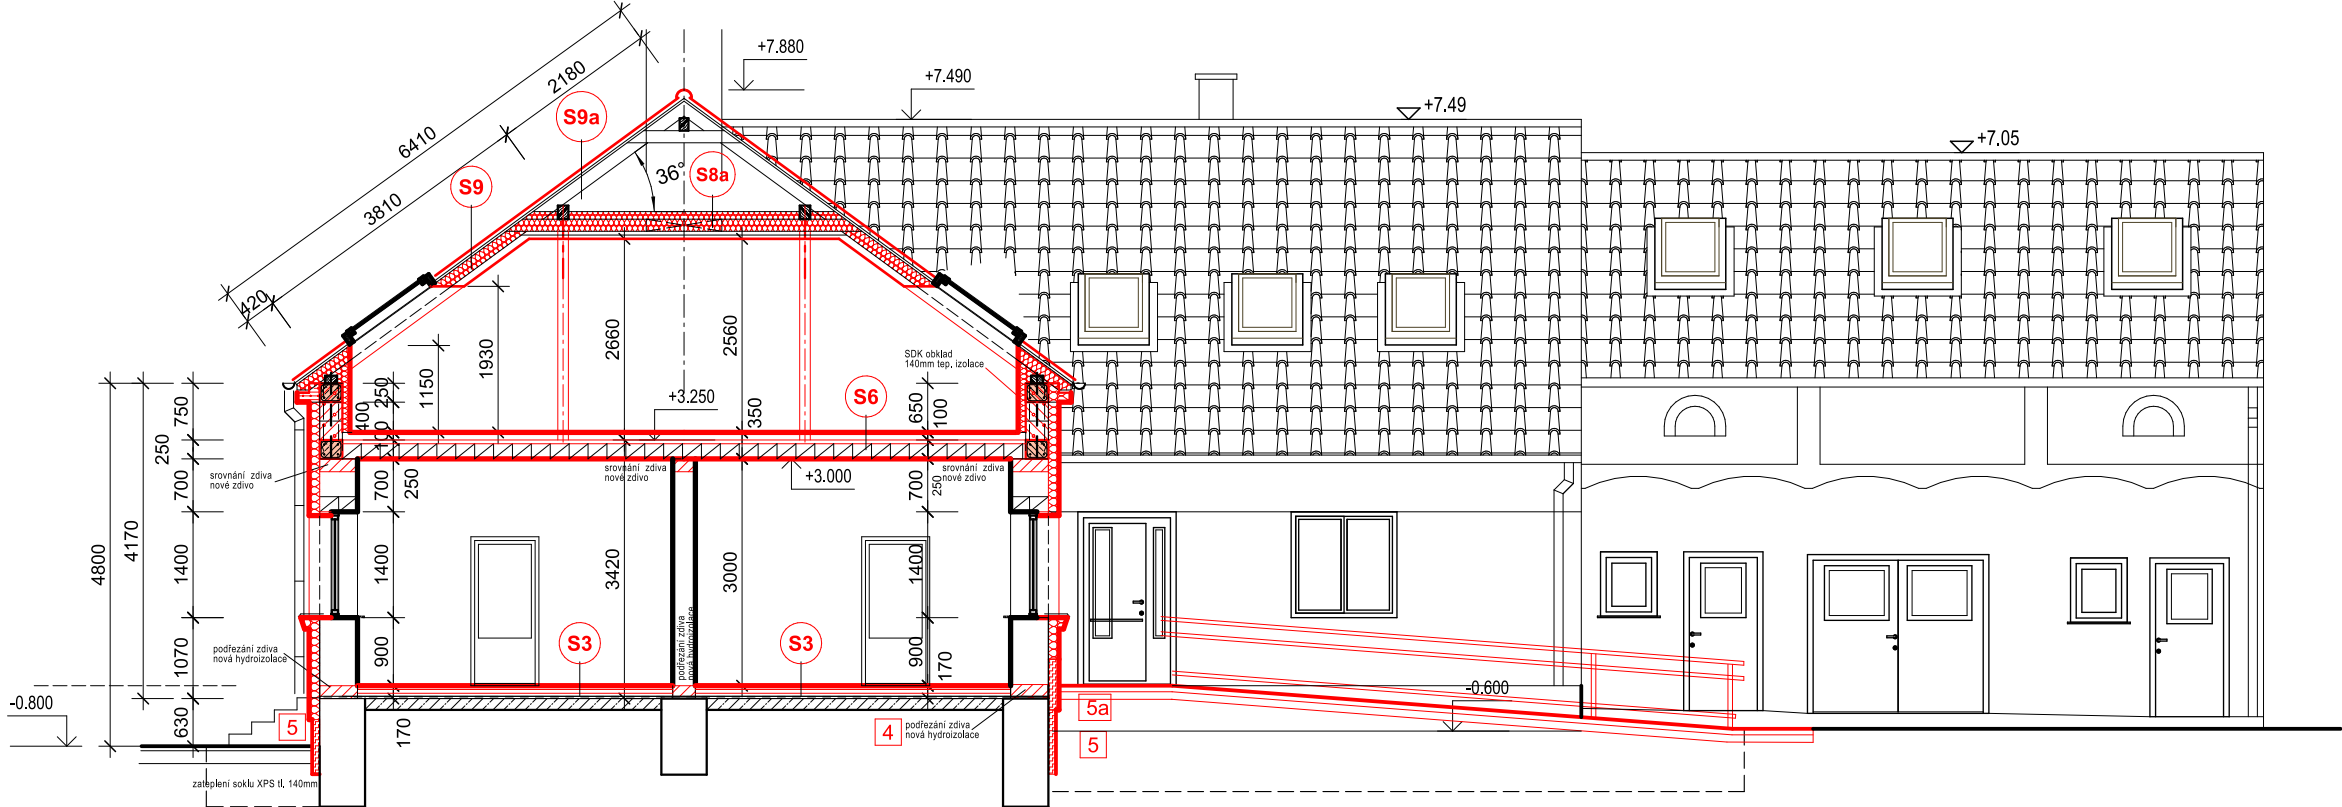 +7.880
+7.490
+7.49
+7.05
2180
6410
3810
420
S9a
S9
S8a
36°
2660
2560
1930
1150
SDK obklad
140mm tep. izolace
S6
+3.250
350
650
100
400
250
100
750
250
700
4170
4800
1400
1070
630
srovnání zdiva
nové zdivo
700
250
srovnání zdiva
nové zdivo
+3.000
700
250
srovnání zdiva
nové zdivo
1400
3420
3000
1400
podřezání zdiva
nová hydroizolace
900
S3
podřezání zdiva
nová hydroizolace
S3
900
170
-0.800
-0.600
5
170
4
podřezání zdiva
nová hydroizolace
5a
5
zateplení soklu XPS tl. 140mm